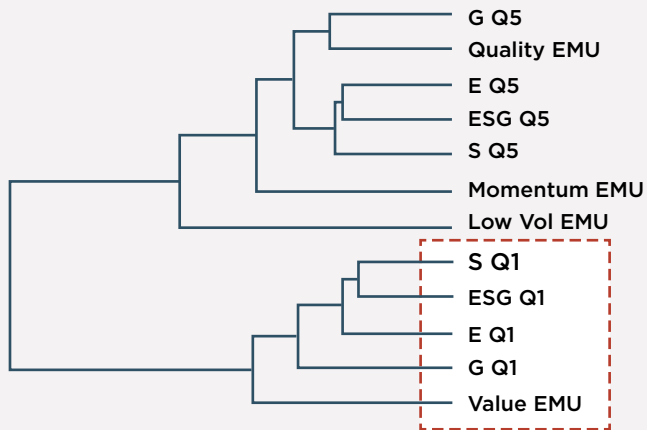 G Q5
Quality EMU
E Q5
ESG Q5
S Q5
Momentum EMU
Low Vol EMU
S Q1
ESG Q1
E Q1
G Q1
Value EMU